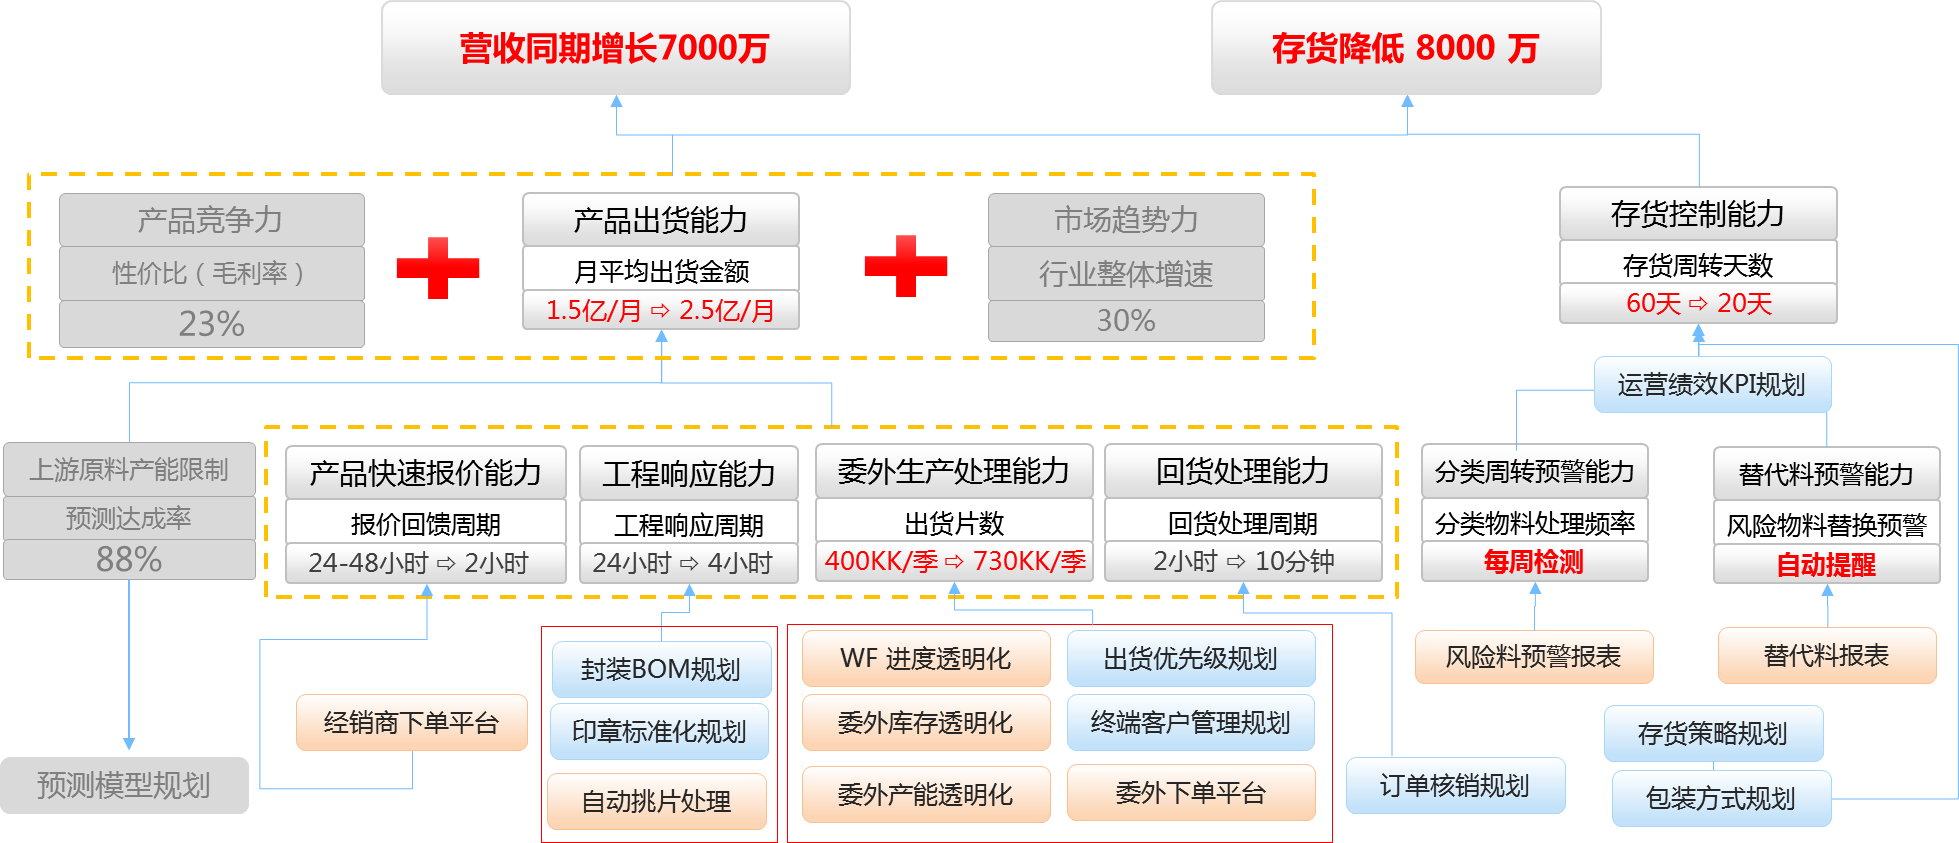 营收同期增长7000万
存货降低 8000 万
产品竞争力
性价比（毛利率）
23%
产品出货能力
月平均出货金额
1.5亿/月 ⇨ 2.5亿/月
市场趋势力
行业整体增速
30%
存货控制能力
存货周转天数
60天 ⇨ 20天
运营绩效KPI规划
上游原料产能限制
预测达成率
88%
产品快速报价能力
报价回馈周期
24-48小时 ⇨ 2小时
工程响应能力
工程响应周期
24小时 ⇨ 4小时
委外生产处理能力
出货片数
400KK/季 ⇨ 730KK/季
回货处理能力
回货处理周期
2小时 ⇨ 10分钟
分类周转预警能力
分类物料处理频率
每周检测
替代料预警能力
风险物料替换预警
自动提醒
预测模型规划
经销商下单平台
封装BOM规划
印章标准化规划
自动挑片处理
WF 进度透明化
委外库存透明化
委外产能透明化
出货优先级规划
终端客户管理规划
委外下单平台
订单核销规划
风险料预警报表
替代料报表
存货策略规划
包装方式规划